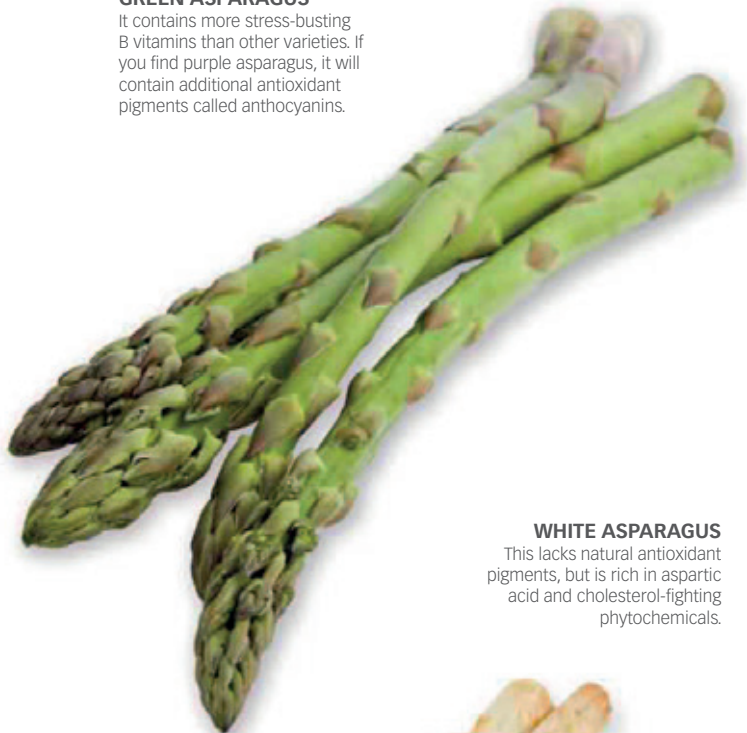 GREEN ASPARAGUS
It contains more stress-busting
B vitamins than other varieties. If
you find purple asparagus, it will
contain additional antioxidant
pigments called anthocyanins.
WHITE ASPARAGUS
This lacks natural antioxidant
pigments, but is rich in aspartic
acid and cholesterol-fighting
phytochemicals.